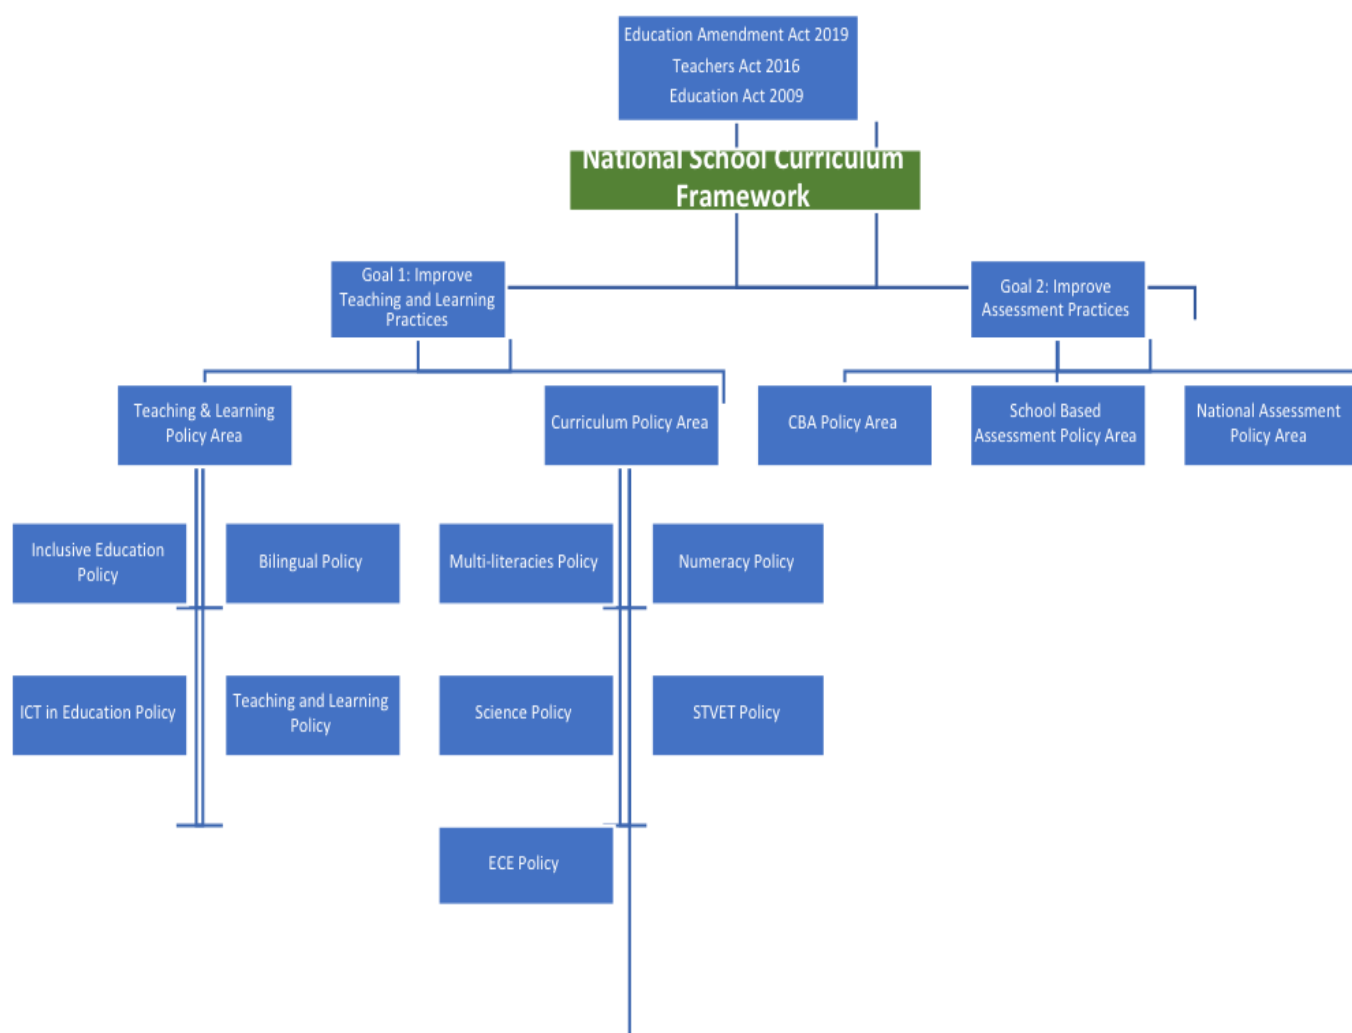 Education Amendment Act 2019
Teachers Act 2016
Education Act 2009
National School Curriculum
Framework
Goal 1: Improve
Teaching and Learning
Practices
Goal 2: Improve
Assessment Practices
Teaching & Learning
Policy Area
Curriculum Policy Area
CBA Policy Area
School Based
Assessment Policy Area
National Assessment
Policy Area
Inclusive Education
Policy
Bilingual Policy
Multi-literacies Policy
Numeracy Policy
ICT in Education Policy
Teaching and Learning
Policy
Science Policy
STVET Policy
ECE Policy